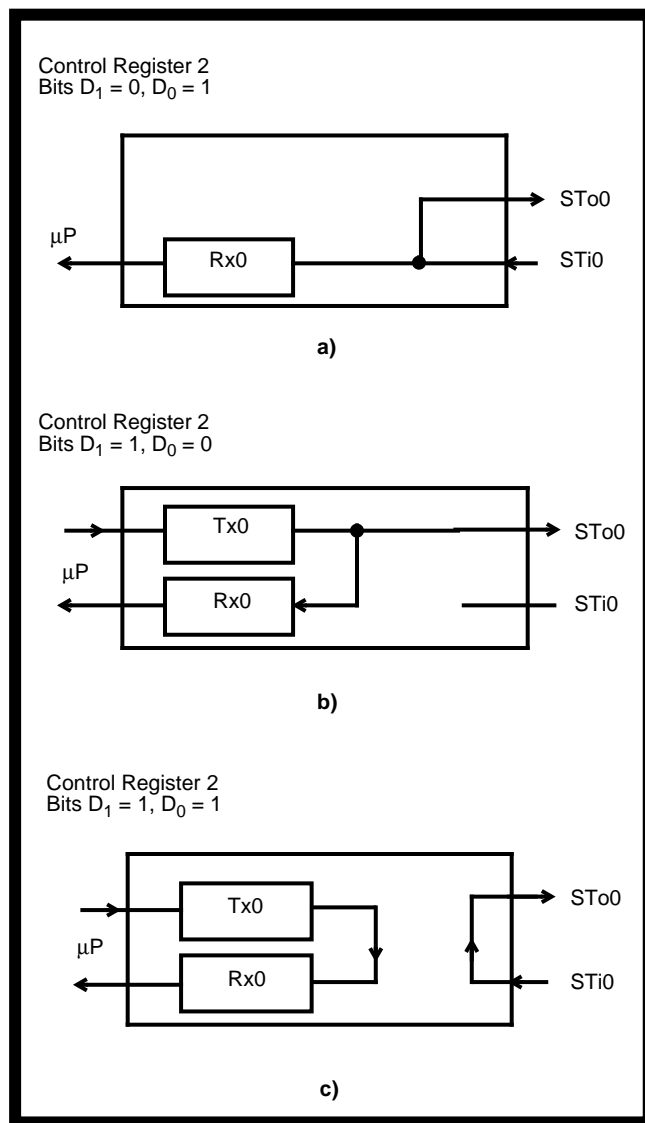 Control Register 2
Bits D₁ = 0, D₀ = 1
STo0
μP
Rx0
STi0
a)
Control Register 2
Bits D₁ = 1, D₀ = 0
Tx0
STo0
μP
Rx0
STi0
b)
Control Register 2
Bits D₁ = 1, D₀ = 1
Tx0
STo0
μP
Rx0
STi0
c)